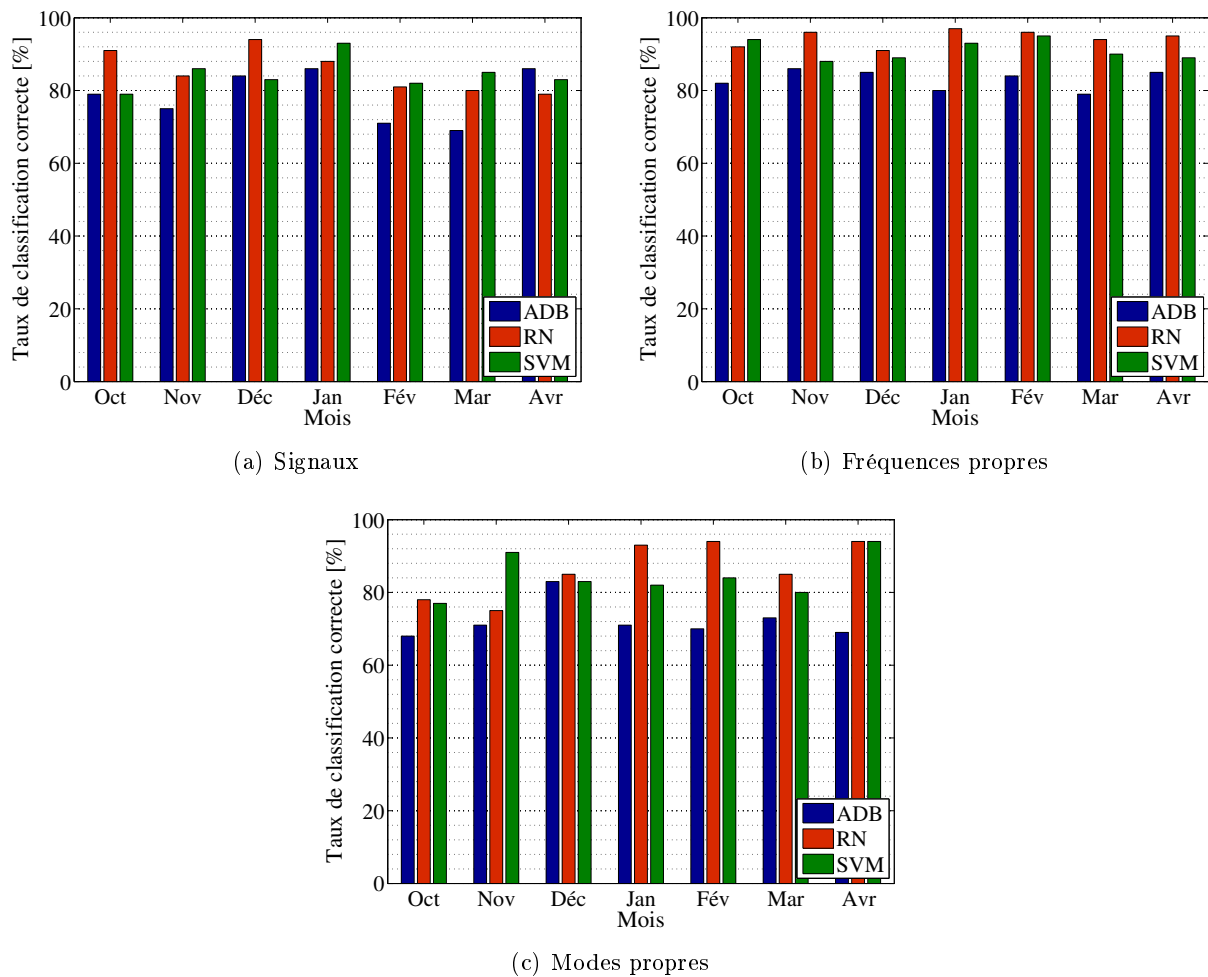 Taux de classification correcte [%]
100
80
60
40
20
0
Oct Nov Déc Jan Fév Mar Avr
Mois
ADB
RN
SVM
(a) Signaux
Taux de classification correcte [%]
100
80
60
40
20
0
Oct Nov Déc Jan Fév Mar Avr
Mois
ADB
RN
SVM
(b) Fréquences propres
Taux de classification correcte [%]
100
80
60
40
20
0
Oct Nov Déc Jan Fév Mar Avr
Mois
ADB
RN
SVM
(c) Modes propres